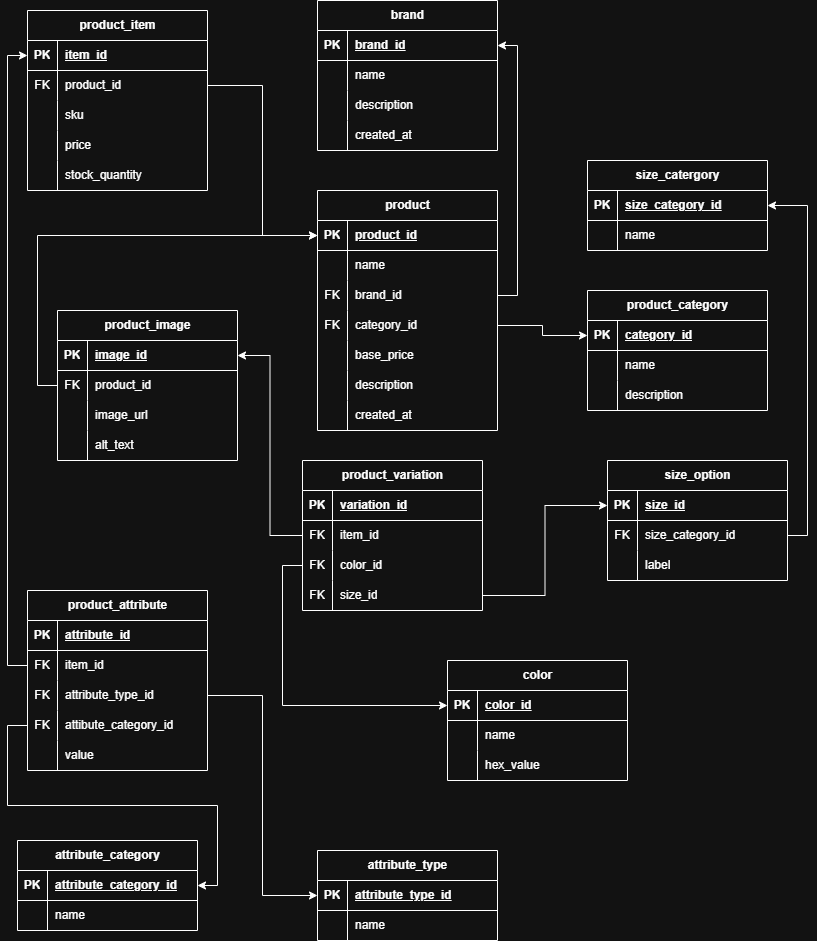 product_item
PK item_id
FK product_id
sku
price
stock_quantity
brand
PK brand_id
name
description
created_at
size_catergory
PK size_category_id
name
product
PK product_id
name
FK brand_id
FK category_id
base_price
description
created_at
product_category
PK category_id
name
description
product_image
PK image_id
FK product_id
image_url
alt_text
product_variation
PK variation_id
FK item_id
FK color_id
FK size_id
size_option
PK size_id
FK size_category_id
label
product_attribute
PK attribute_id
FK item_id
FK attribute_type_id
FK attibute_category_id
value
color
PK color_id
name
hex_value
attribute_category
PK attribute_category_id
name
attribute_type
PK attribute_type_id
name